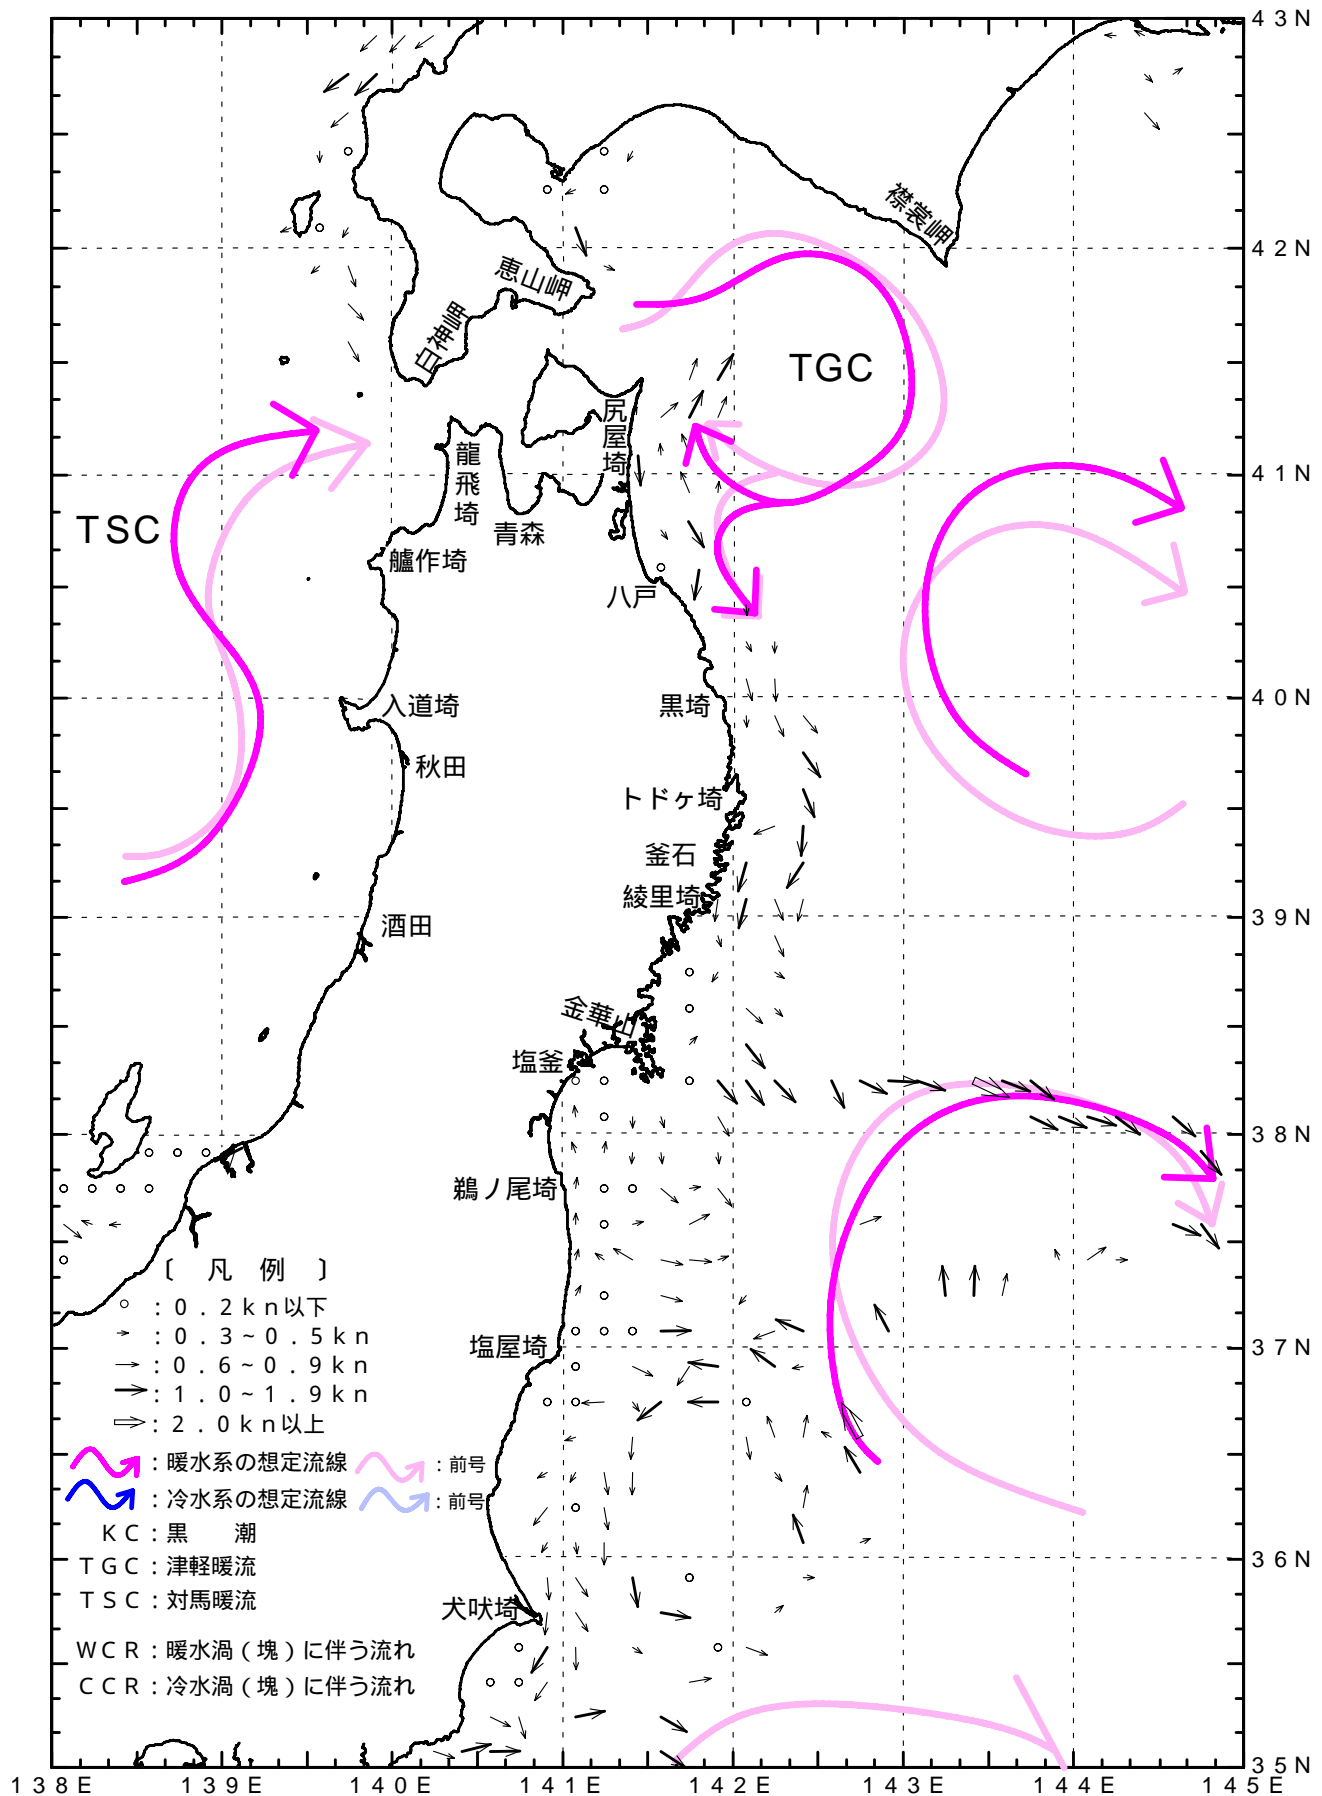 43N
襟裳岬
42N
恵山岬
白神岬
TGC
尻屋埼
龍飛埼
41N
TSC
青森
艫作埼
八戸
入道埼
黒埼
40N
秋田
トドヶ埼
釜石
綾里埼
39N
酒田
金華山
塩釜
38N
鵜ノ尾埼
〔 凡 例 〕
:0.2kn以下
:0.3~0.5kn
塩屋埼
37N
:0.6~0.9kn
:1.0~1.9kn
:2.0kn以上
:暖水系の想定流線 :前号
:冷水系の想定流線 :前号
KC:黒 潮
36N
TGC:津軽暖流
TSC:対馬暖流
犬吠埼
WCR:暖水渦(塊)に伴う流れ
CCR:冷水渦(塊)に伴う流れ
35N
138E 139E 140E 141E 142E 143E 144E 145E